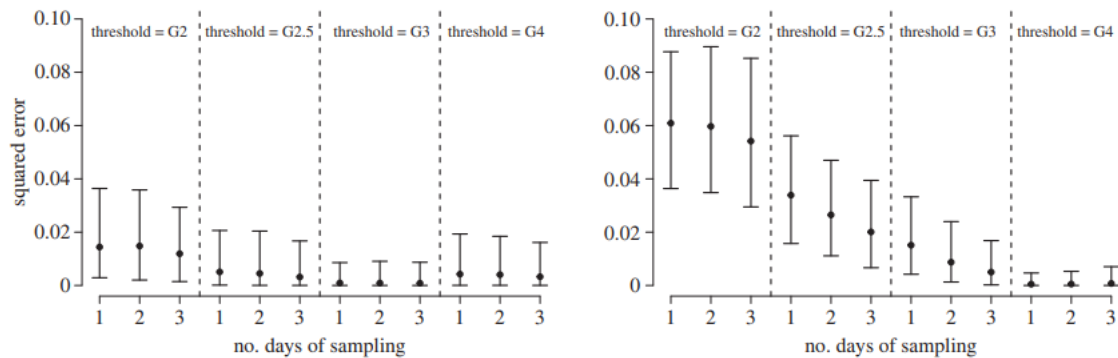 0.10 threshold = G2 threshold = G2.5 threshold = G3 threshold = G4
0.08
0.06
0.04
0.02
0
squared error
1 2 3 1 2 3 1 2 3 1 2 3
no. days of sampling
0.10 threshold = G2 threshold = G2.5 threshold = G3 threshold = G4
0.08
0.06
0.04
0.02
0
1 2 3 1 2 3 1 2 3 1 2 3
no. days of sampling